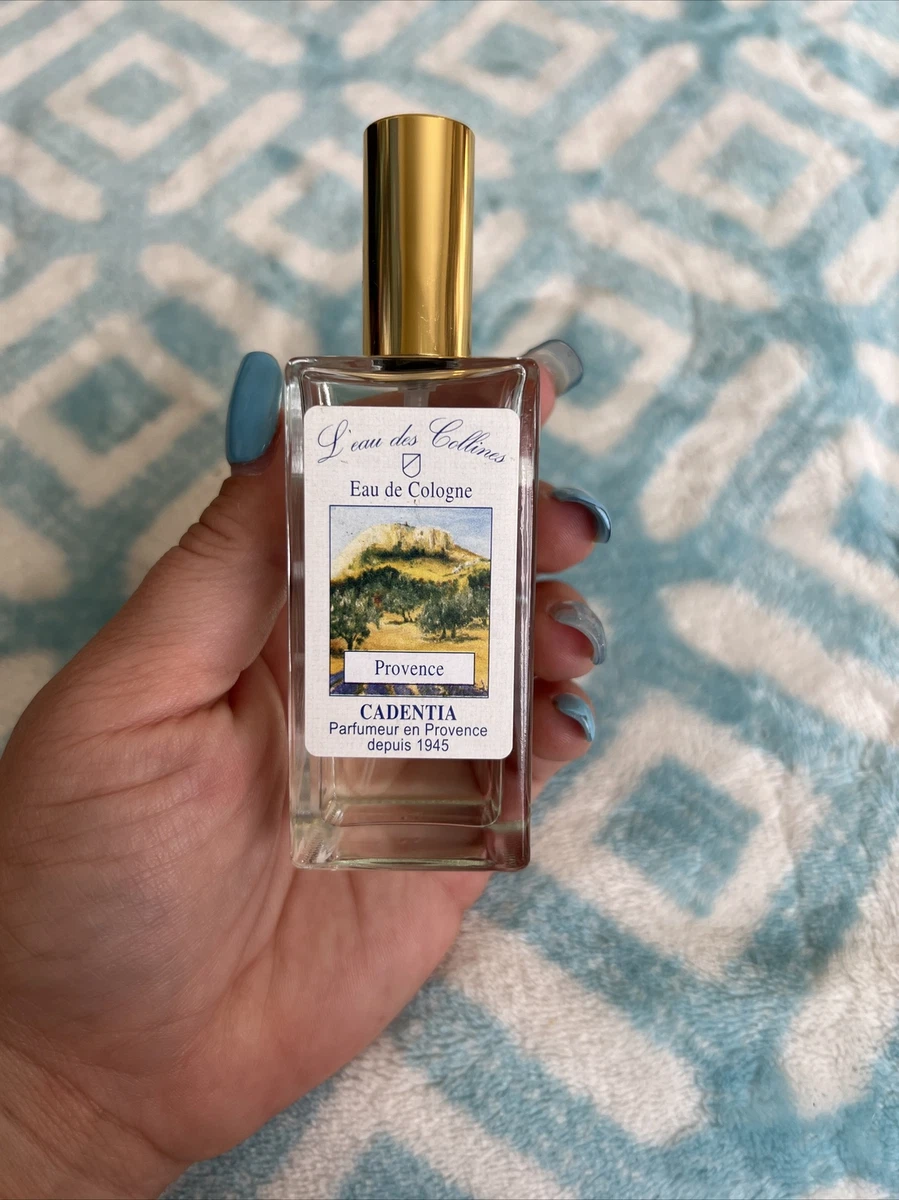 L'eau des Collines
Eau de Cologne
Provence
CADENTIA
Parfumeur en Provence
depuis 1945